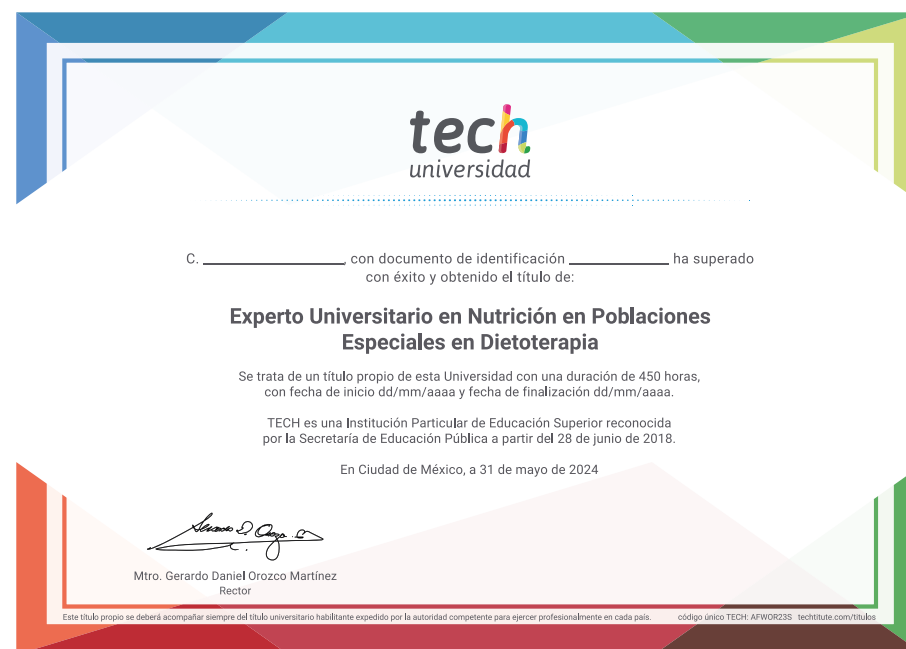 tech
universidad
C. ____________________, con documento de identificación ______________ ha superado
con éxito y obtenido el título de:
Experto Universitario en Nutrición en Poblaciones
Especiales en Dietoterapia
Se trata de un título propio de esta Universidad con una duración de 450 horas,
con fecha de inicio dd/mm/aaaa y fecha de finalización dd/mm/aaaa.
TECH es una Institución Particular de Educación Superior reconocida
por la Secretaría de Educación Pública a partir del 28 de junio de 2018.
En Ciudad de México, a 31 de mayo de 2024
Mtro. Gerardo Daniel Orozco Martínez
Rector
Este título propio se deberá acompañar siempre del título universitario habilitante expedido por la autoridad competente para ejercer profesionalmente en cada país. código único TECH: AFWOR23S techtitute.com/titulos